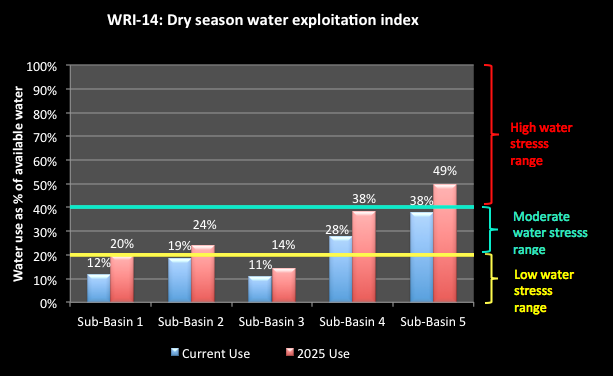 WRI-14: Dry season water exploitation index
Water use as % of available water
100%
90%
80%
70%
60%
50%
40%
30%
20%
10%
0%
12%
20%
19%
24%
11%
14%
28%
38%
38%
49%
Sub-Basin 1
Sub-Basin 2
Sub-Basin 3
Sub-Basin 4
Sub-Basin 5
Current Use
2025 Use
High water
stresss
range
Moderate
water stresss
range
Low water
stresss
range